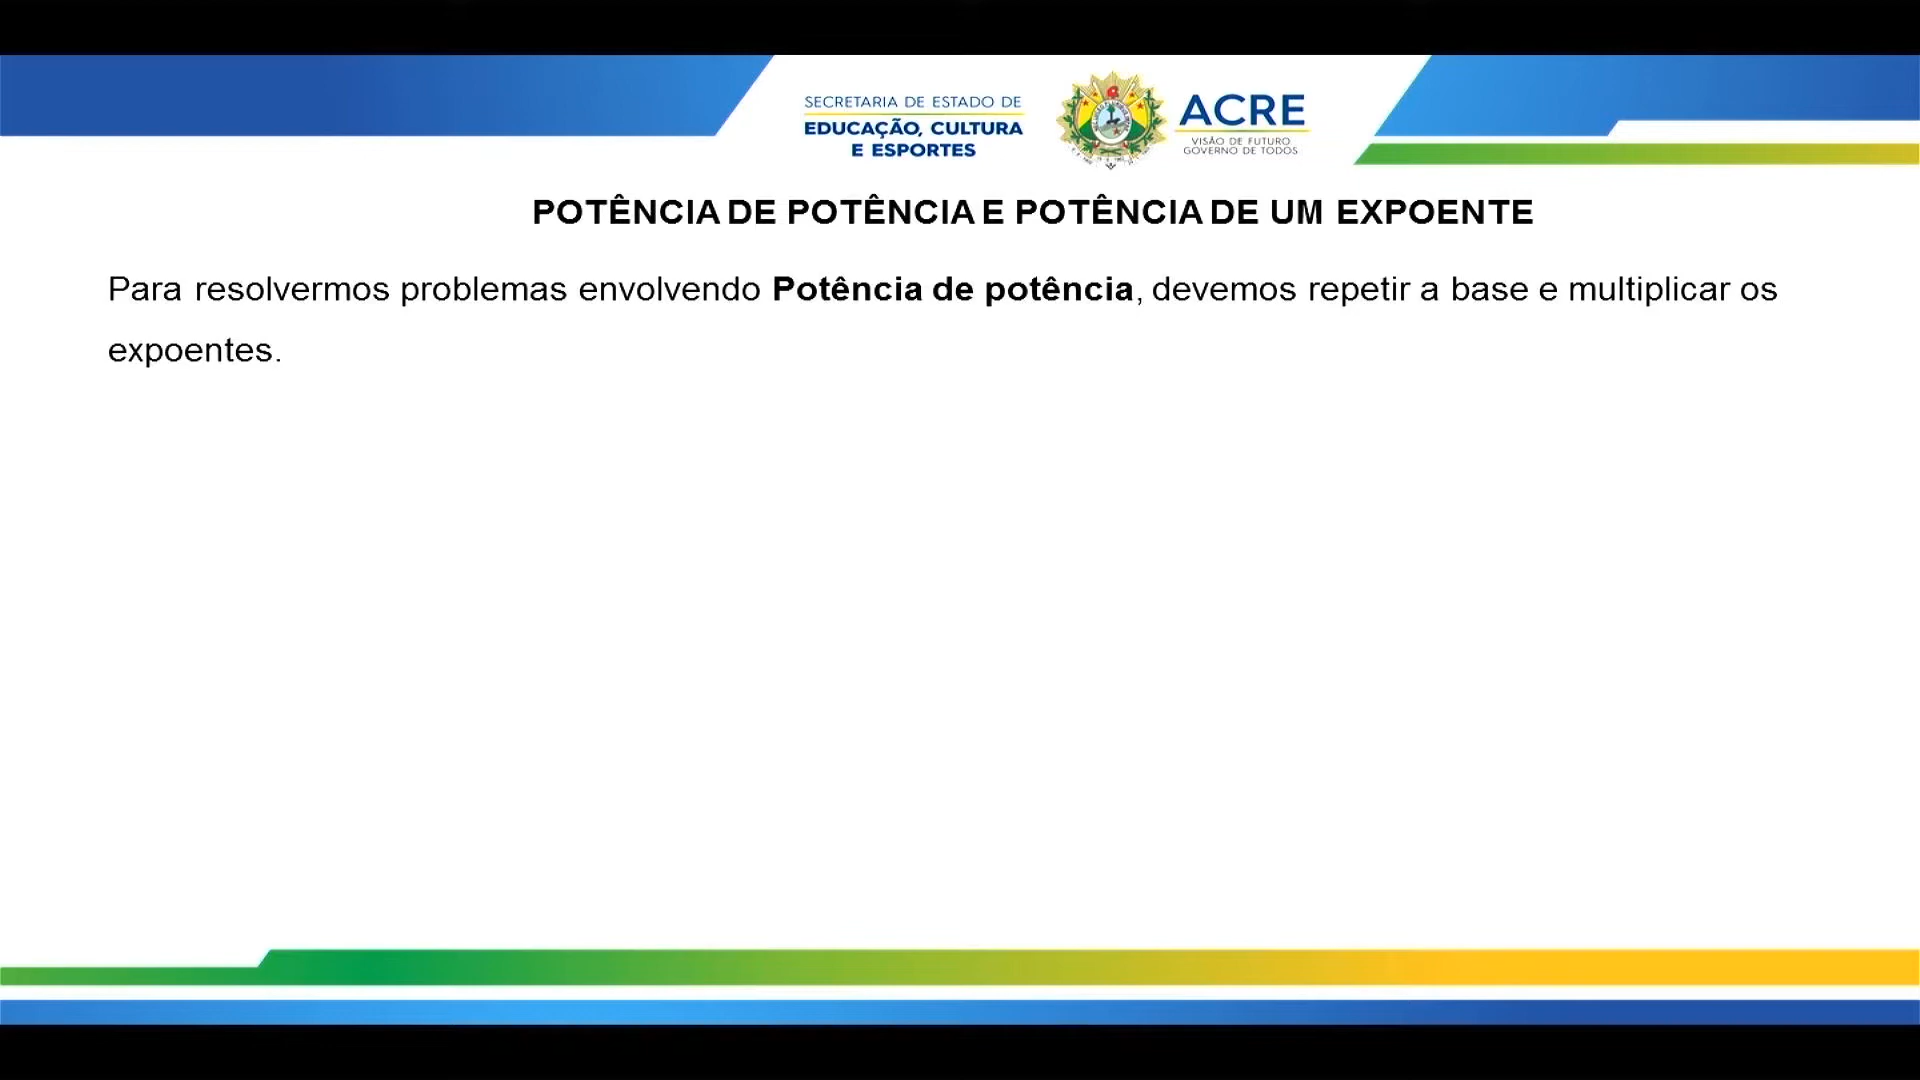 SECRETARIA DE ESTADO DE
EDUCAÇÃO, CULTURA
E ESPORTES
ACRE
VISÃO DE FUTURO
GOVERNO DE TODOS
POTÊNCIA DE POTÊNCIA E POTÊNCIA DE UM EXPOENTE
Para resolvermos problemas envolvendo Potência de potência, devemos repetir a base e multiplicar os
expoentes.